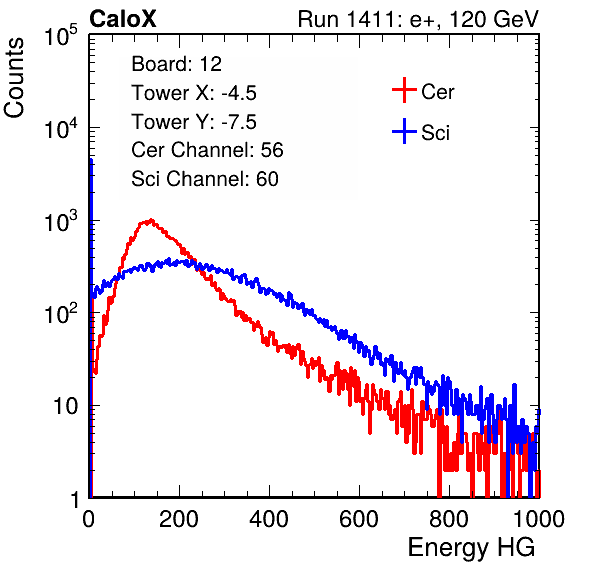 CaloX Run 1411: e+, 120 GeV
Counts
10^5
10^4
10^3
10^2
10
1
Board: 12
Tower X: -4.5
Tower Y: -7.5
Cer Channel: 56
Sci Channel: 60
Cer
Sci
0 200 400 600 800 1000
Energy HG